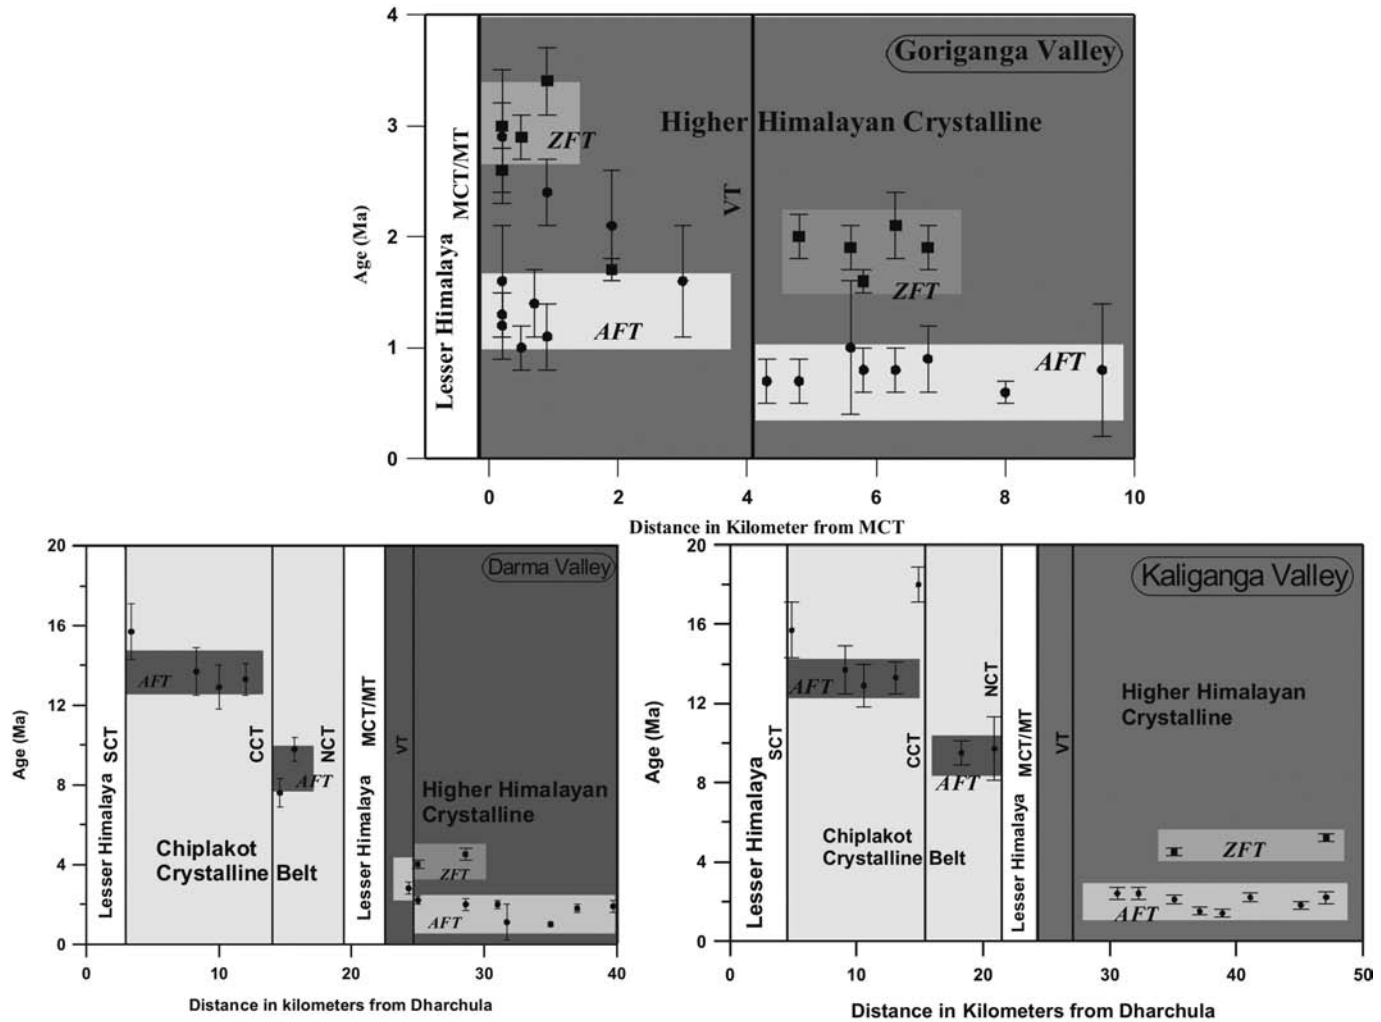 4
3
2
1
0
Age (Ma)
Lesser Himalaya
MCT/MT
VT
Goriganga Valley
Higher Himalayan Crystalline
ZFT
ZFT
AFT
AFT
0
2
4
6
8
10
Distance in Kilometer from MCT
20
16
12
8
4
0
Age (Ma)
Lesser Himalaya
SCT
CCT
NCT
Lesser Himalaya
MCT/MT
VT
Darma Valley
AFT
AFT
Higher Himalayan
Crystalline
Chiplakot
Crystalline Belt
ZFT
AFT
0
10
20
30
40
Distance in kilometers from Dharchula
20
16
12
8
4
0
Age (Ma)
Lesser Himalaya
SCT
CCT
NCT
Lesser Himalaya
MCT/MT
VT
Kaliganga Valley
AFT
Higher Himalayan
Crystalline
AFT
Chiplakot
Crystalline Belt
ZFT
AFT
0
10
20
30
40
50
Distance in Kilometers from Dharchula